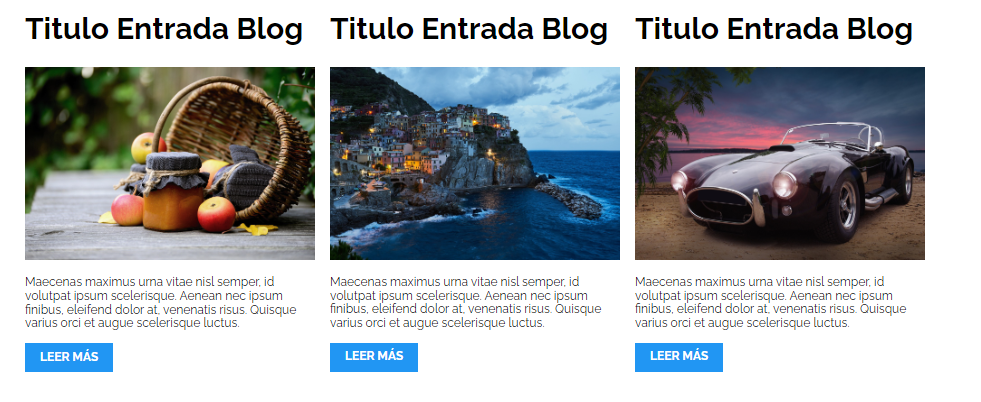 Titulo Entrada Blog
Maecenas maximus urna vitae nisl semper, id
volutpat ipsum scelerisque. Aenean nec ipsum
finibus, eleifend dolor at, venenatis risus. Quisque
varius orci et augue scelerisque luctus.
LEER MÁS
Titulo Entrada Blog
Maecenas maximus urna vitae nisl semper, id
volutpat ipsum scelerisque. Aenean nec ipsum
finibus, eleifend dolor at, venenatis risus. Quisque
varius orci et augue scelerisque luctus.
LEER MÁS
Titulo Entrada Blog
Maecenas maximus urna vitae nisl semper, id
volutpat ipsum scelerisque. Aenean nec ipsum
finibus, eleifend dolor at, venenatis risus. Quisque
varius orci et augue scelerisque luctus.
LEER MÁS